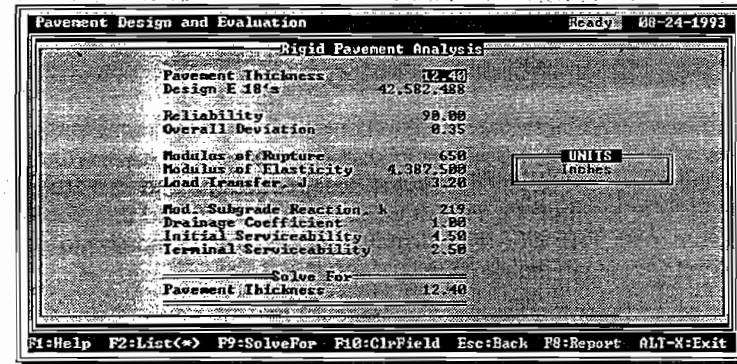 Pavement Design and Evaluation Ready 08-24-1993
Rigid Pavement Analysis
Pavement Thickness 12.40
Design E 18's 42,582,488
Reliability 90.00
Overall Deviation 0.35
Modulus of Rupture 650
Modulus of Elasticity 4,387,500
Load Transfer, J 3.20
UNITS
Inches
Mod. Subgrade Reaction, k 219
Drainage Coefficient 1.00
Initial Serviceability 4.50
Terminal Serviceability 2.50
Solve For
Pavement Thickness 12.40
F1:Help F2:List(*) F9:SolveFor F10:ClrField Esc:Back F8:Report ALT-X:Exit